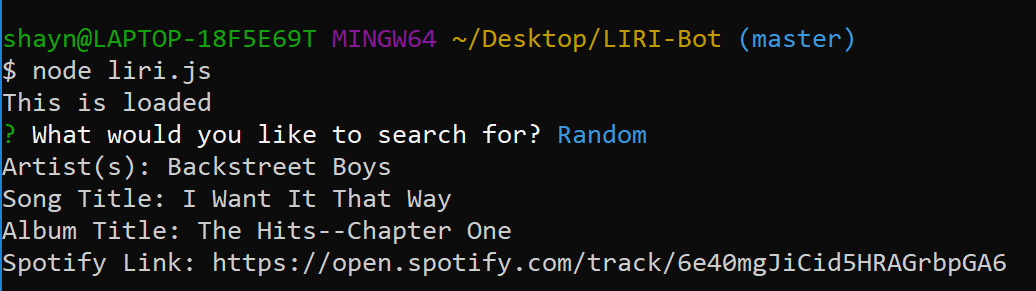 shayn@LAPTOP-18F5E69T MINGW64 ~/Desktop/LIRI-Bot (master)
$ node liri.js
This is loaded
? What would you like to search for? Random
Artist(s): Backstreet Boys
Song Title: I Want It That Way
Album Title: The Hits--Chapter One
Spotify Link: https://open.spotify.com/track/6e40mgJiCid5HRAGrbpGA6